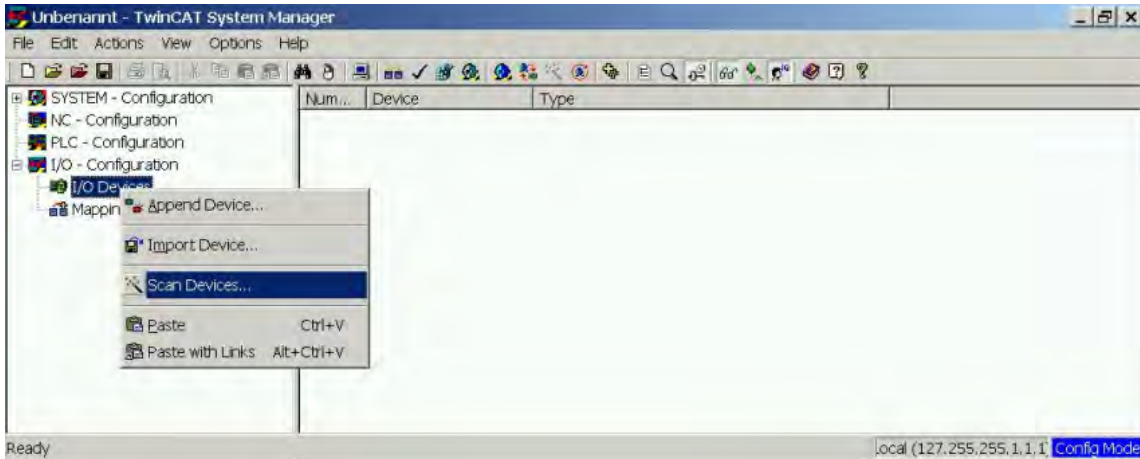 Unbenannt - TwinCAT System Manager
File Edit Actions View Options Help
SYSTEM - Configuration
NC - Configuration
PLC - Configuration
I/O - Configuration
I/O Devices
Mappin
Num... Device Type
Append Device...
Import Device...
Scan Devices...
Paste Ctrl+V
Paste with Links Alt+Ctrl+V
Ready
.ocal (127.255.255.1.1.1 Config Mode